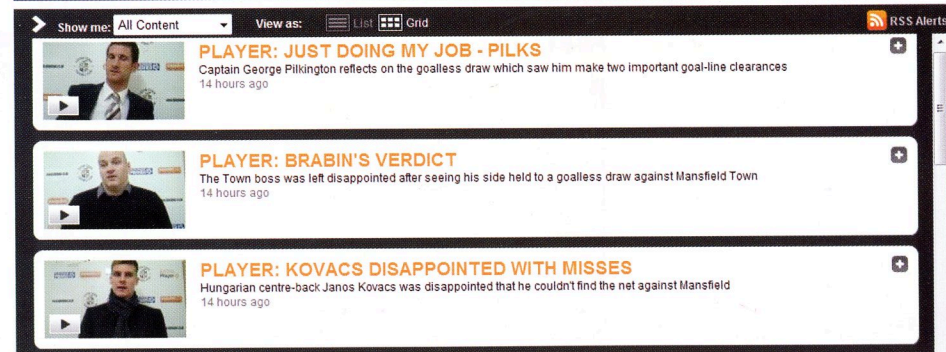 Show me: All Content View as: List Grid RSS Alerts
PLAYER: JUST DOING MY JOB - PILKS
Captain George Pilkington reflects on the goalless draw which saw him make two important goal-line clearances
14 hours ago
PLAYER: BRABIN'S VERDICT
The Town boss was left disappointed after seeing his side held to a goalless draw against Mansfield Town
14 hours ago
PLAYER: KOVACS DISAPPOINTED WITH MISSES
Hungarian centre-back Janos Kovacs was disappointed that he couldn't find the net against Mansfield
14 hours ago